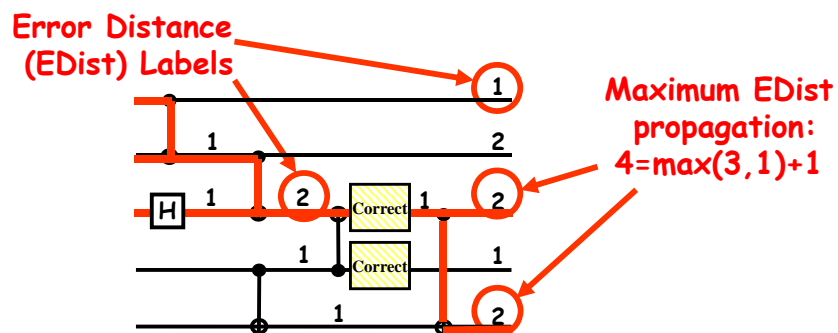 Error Distance
(EDist) Labels
Maximum EDist
propagation:
4=max(3,1)+1
1
1 2
H 1 2 Correct 1 2
1 Correct 1
1 2